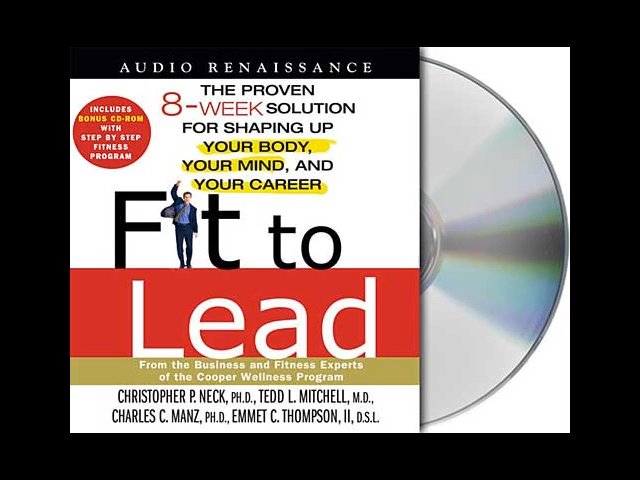 AUDIO RENAISSANCE
THE PROVEN
8-WEEK SOLUTION
FOR SHAPING UP
YOUR BODY,
YOUR MIND, AND
YOUR CAREER
INCLUDES
BONUS CD-ROM
WITH
STEP BY STEP
FITNESS
PROGRAM
Fit to
Lead
From the Business and Fitness Experts
of the Cooper Wellness Program
CHRISTOPHER P. NECK, PH.D., TEDD L. MITCHELL, M.D.,
CHARLES C. MANZ, PH.D., EMMET C. THOMPSON, II, D.S.L.